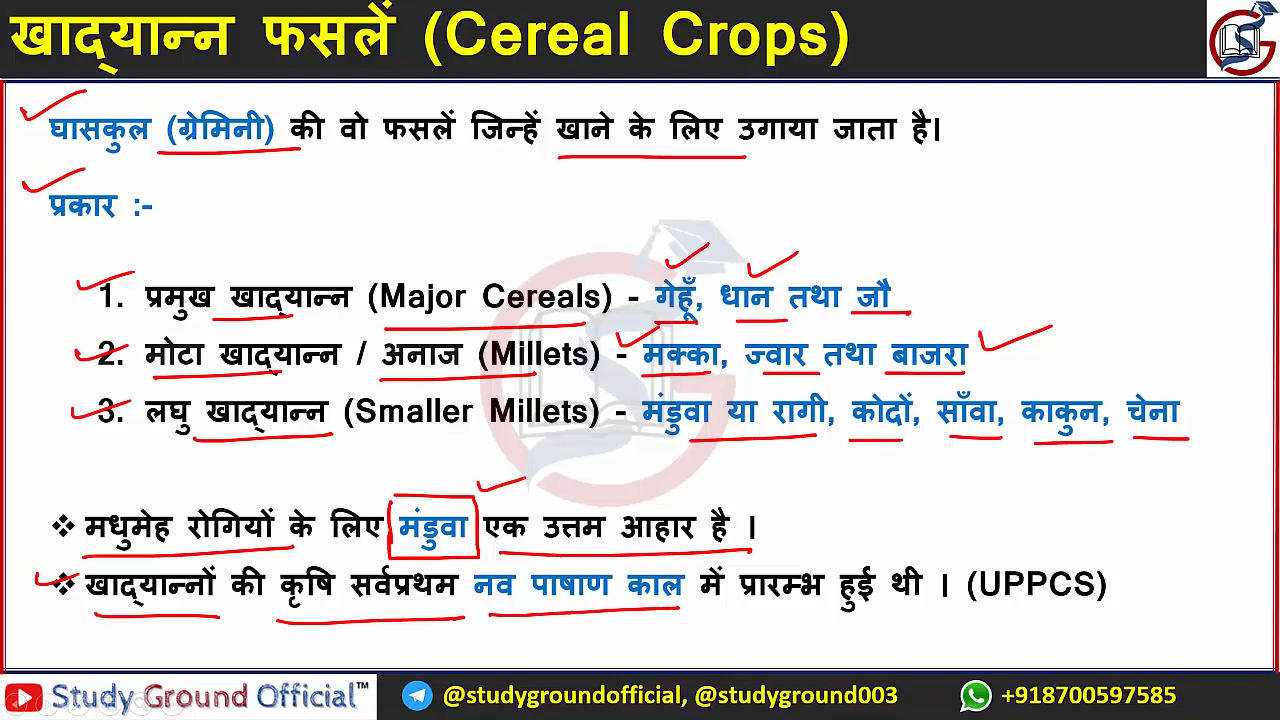 खाद्यान्न फसलें (Cereal Crops)
घासकुल (ग्रेमिनी) की वो फसलें जिन्हें खाने के लिए उगाया जाता है।
प्रकार :-
1. प्रमुख खाद्यान्न (Major Cereals) - गेहूँ, धान तथा जौ
2. मोटा खाद्यान्न / अनाज (Millets) - मक्का, ज्वार तथा बाजरा
3. लघु खाद्यान्न (Smaller Millets) - मंडुवा या रागी, कोदों, साँवा, काकुन, चेना
❖ मधुमेह रोगियों के लिए मंडुवा एक उत्तम आहार है ।
❖ खाद्यान्नों की कृषि सर्वप्रथम नव पाषाण काल में प्रारम्भ हुई थी । (UPPCS)
Study Ground Official™ @studygroundofficial, @studyground003 +918700597585